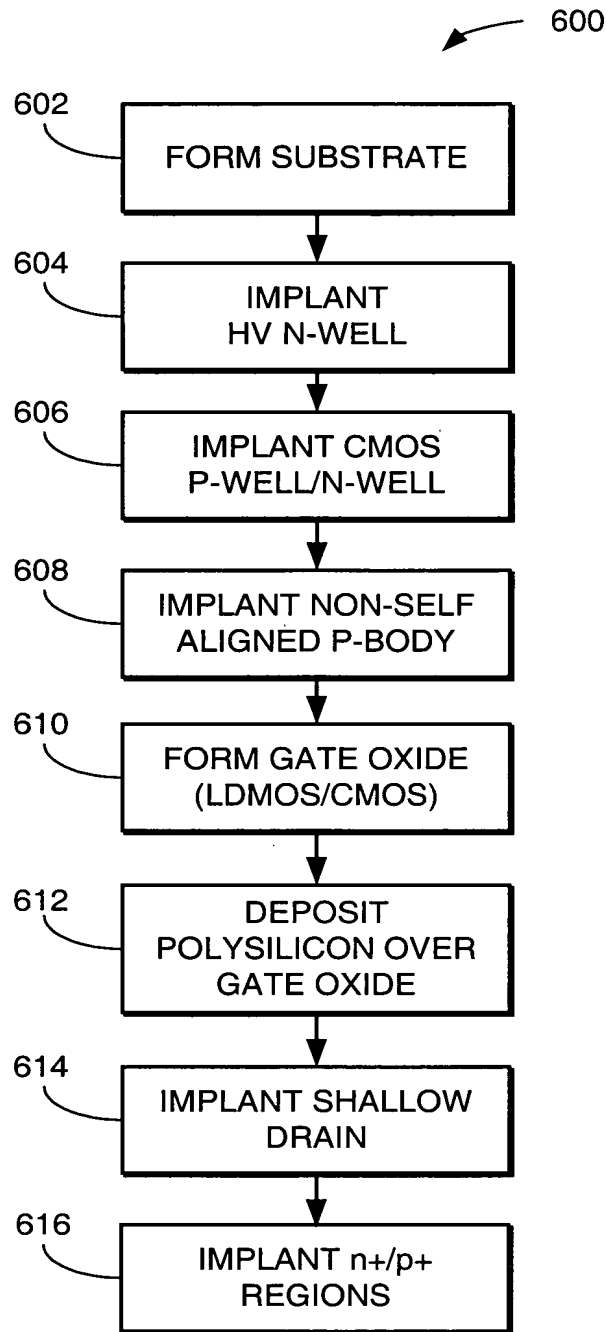 600
602
FORM SUBSTRATE
604
IMPLANT
HV N-WELL
606
IMPLANT CMOS
P-WELL/N-WELL
608
IMPLANT NON-SELF
ALIGNED P-BODY
610
FORM GATE OXIDE
(LDMOS/CMOS)
612
DEPOSIT
POLYSILICON OVER
GATE OXIDE
614
IMPLANT SHALLOW
DRAIN
616
IMPLANT n+/p+
REGIONS